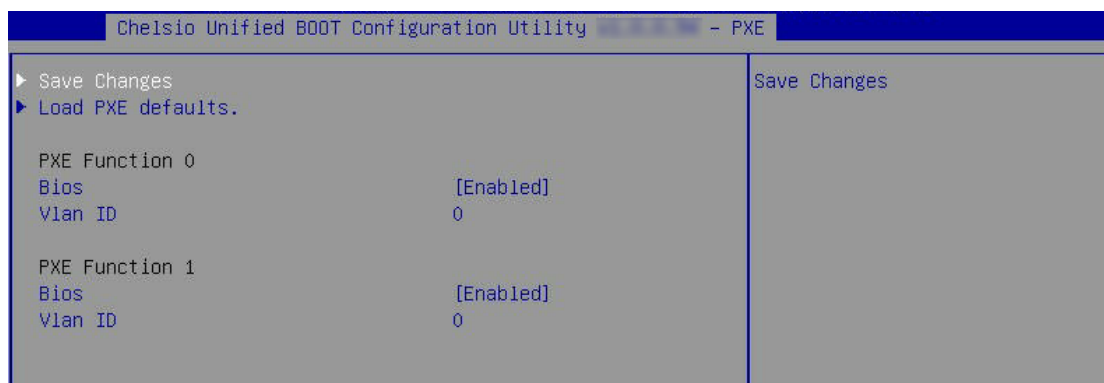 Chelsio Unified BOOT Configuration Utility – PXE
Save Changes
Load PXE defaults.
PXE Function 0
Bios [Enabled]
Vlan ID 0
PXE Function 1
Bios [Enabled]
Vlan ID 0
Save Changes